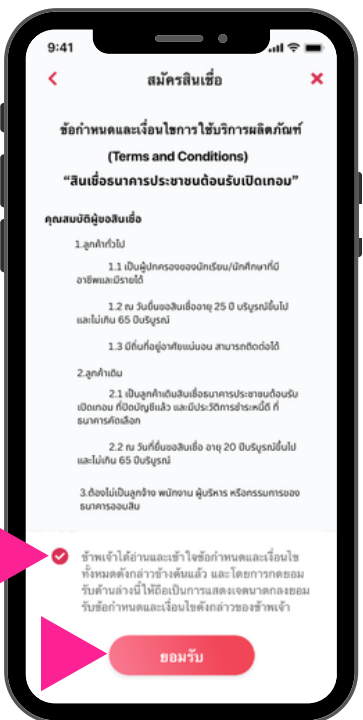 9:41
สมัครสินเชื่อ
ข้อกำหนดและเงื่อนไขการใช้บริการผลิตภัณฑ์
(Terms and Conditions)
“สินเชื่อธนาคารประชาชนต้อนรับเปิดเทอม”
คุณสมบัติผู้ขอสินเชื่อ
1.ลูกค้าทั่วไป
1.1 เป็นผู้ปกครองของนักเรียน/นักศึกษาที่มี
อาชีพและมีรายได้
1.2 ณ วันยื่นขอสินเชื่ออายุ 25 ปี บริบูรณ์ขึ้นไป
และไม่เกิน 65 ปีบริบูรณ์
1.3 มีถิ่นที่อยู่อาศัยแน่นอน สามารถติดต่อได้
2.ลูกค้าเดิม
2.1 เป็นลูกค้าเดิมสินเชื่อธนาคารประชาชนต้อนรับ
เปิดเทอม ที่ปิดบัญชีแล้ว และมีประวัติการชำระหนี้ดี ที่
ธนาคารคัดเลือก
2.2 ณ วันที่ยื่นขอสินเชื่อ อายุ 20 ปีบริบูรณ์ขึ้นไป
และไม่เกิน 65 ปีบริบูรณ์
3.ต้องไม่เป็นลูกจ้าง พนักงาน ผู้บริหาร หรือกรรมการของ
ธนาคารออมสิน
ข้าพเจ้าได้อ่านและเข้าใจข้อกำหนดและเงื่อนไข
ทั้งหมดดังกล่าวข้างต้นแล้ว และโดยการกดยอม
รับด้านล่างนี้ให้ถือเป็นการแสดงเจตนาตกลงยอม
รับข้อกำหนดและเงื่อนไขดังกล่าวของข้าพเจ้า
ยอมรับ